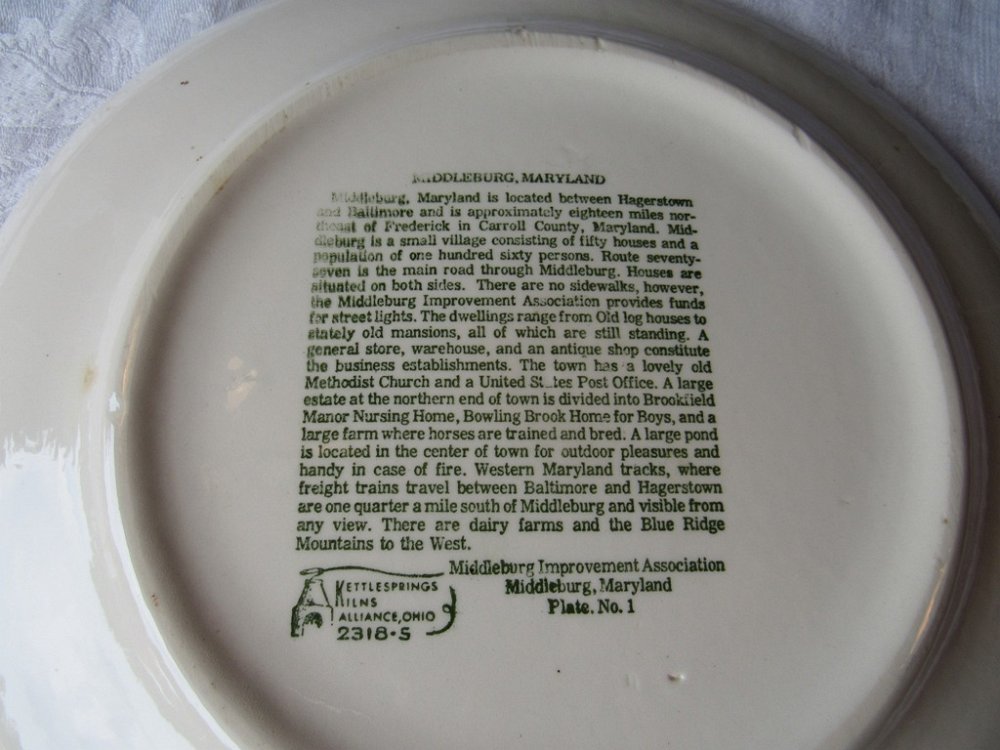 MIDDLEBURG, MARYLAND
Middleburg, Maryland is located between Hagerstown
and Baltimore and is approximately eighteen miles nor-
theast of Frederick in Carroll County, Maryland. Mid-
dleburg is a small village consisting of fifty houses and a
population of one hundred sixty persons. Route seventy-
seven is the main road through Middleburg. Houses are
situated on both sides. There are no sidewalks, however,
the Middleburg Improvement Association provides funds
for street lights. The dwellings range from Old log houses to
stately old mansions, all of which are still standing. A
general store, warehouse, and an antique shop constitute
the business establishments. The town has a lovely old
Methodist Church and a United States Post Office. A large
estate at the northern end of town is divided into Brookfield
Manor Nursing Home, Bowling Brook Home for Boys, and a
large farm where horses are trained and bred. A large pond
is located in the center of town for outdoor pleasures and
handy in case of fire. Western Maryland tracks, where
freight trains travel between Baltimore and Hagerstown
are one quarter a mile south of Middleburg and visible from
any view. There are dairy farms and the Blue Ridge
Mountains to the West.
Middleburg Improvement Association
Middleburg, Maryland
Plate. No. 1
KETTLESPRINGS
KILNS
ALLIANCE, OHIO
2318-S